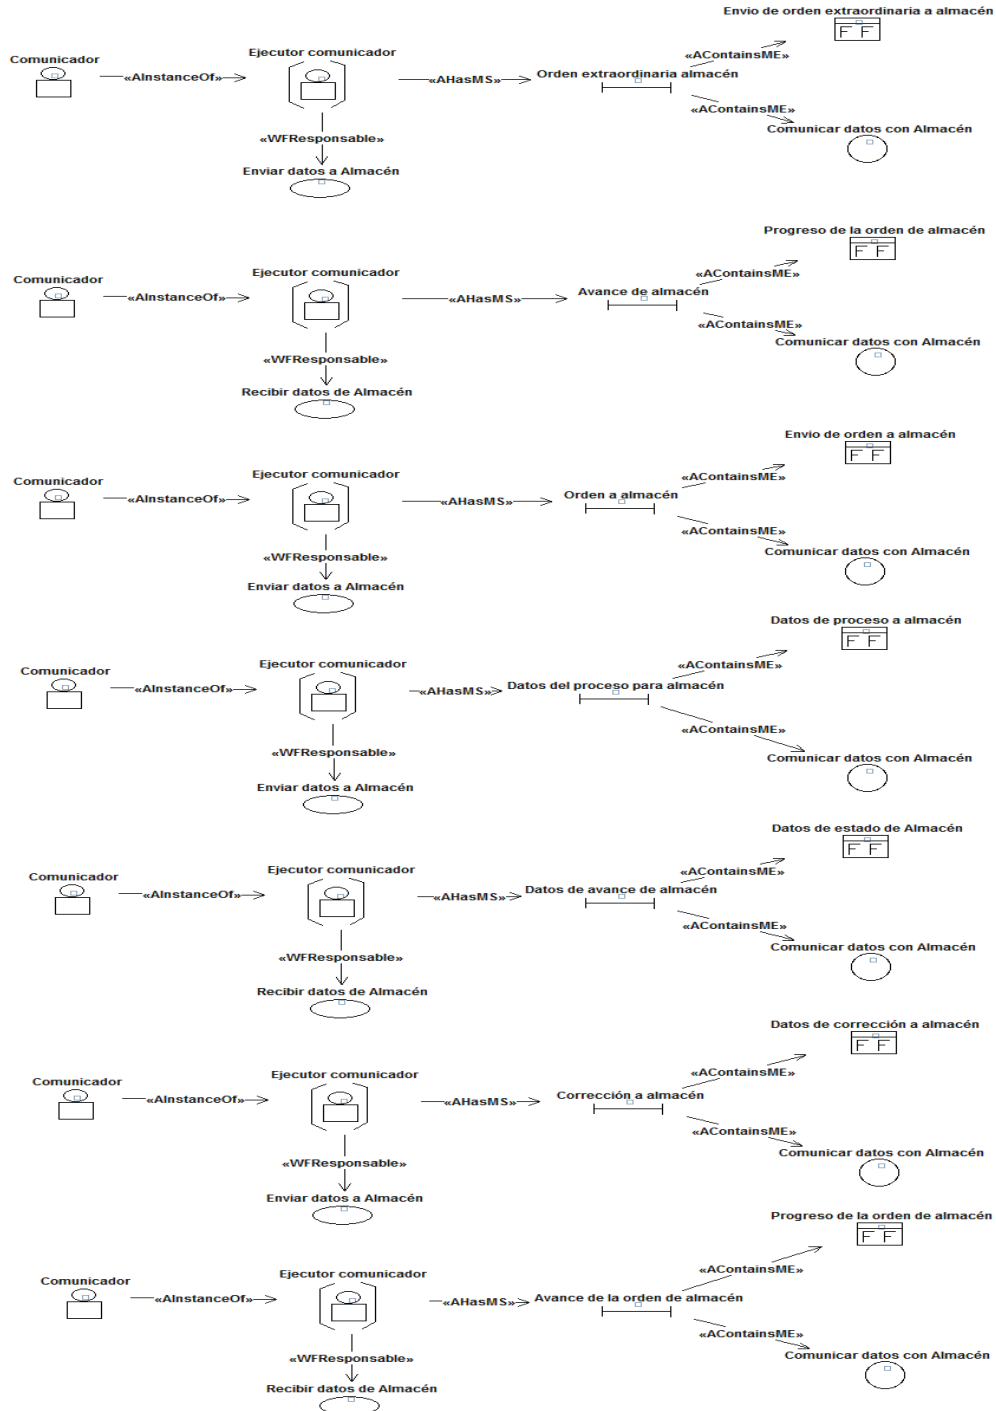 Envio de orden extraordinaria a almacén
Comunicador
Ejecutor comunicador
«AContainsME»
«AInstanceOf»
«AHasMS»
Orden extraordinaria almacén
F F
«AContainsME»
«WFResponsable»
Comunicar datos con Almacén
Enviar datos a Almacén
Progreso de la orden de almacén
Comunicador
Ejecutor comunicador
F F
«AContainsME»
«AInstanceOf»
«AHasMS»
Avance de almacén
«AContainsME»
«WFResponsable»
Comunicar datos con Almacén
Recibir datos de Almacén
Envio de orden a almacén
Comunicador
Ejecutor comunicador
F F
«AContainsME»
«AInstanceOf»
«AHasMS»
Orden a almacén
«AContainsME»
«WFResponsable»
Comunicar datos con Almacén
Enviar datos a Almacén
Datos de proceso a almacén
F F
Comunicador
Ejecutor comunicador
«AContainsME»
«AInstanceOf»
«AHasMS»
Datos del proceso para almacén
«AContainsME»
«WFResponsable»
Comunicar datos con Almacén
Enviar datos a Almacén
Datos de estado de Almacén
F F
Comunicador
Ejecutor comunicador
«AContainsME»
«AInstanceOf»
«AHasMS»
Datos de avance de almacén
«AContainsME»
«WFResponsable»
Comunicar datos con Almacén
Recibir datos de Almacén
Datos de corrección a almacén
F F
Comunicador
Ejecutor comunicador
«AContainsME»
«AInstanceOf»
«AHasMS»
Corrección a almacén
«AContainsME»
«WFResponsable»
Comunicar datos con Almacén
Enviar datos a Almacén
Progreso de la orden de almacén
F F
Comunicador
Ejecutor comunicador
«AContainsME»
«AInstanceOf»
«AHasMS»
Avance de la orden de almacén
«AContainsME»
«WFResponsable»
Comunicar datos con Almacén
Recibir datos de Almacén